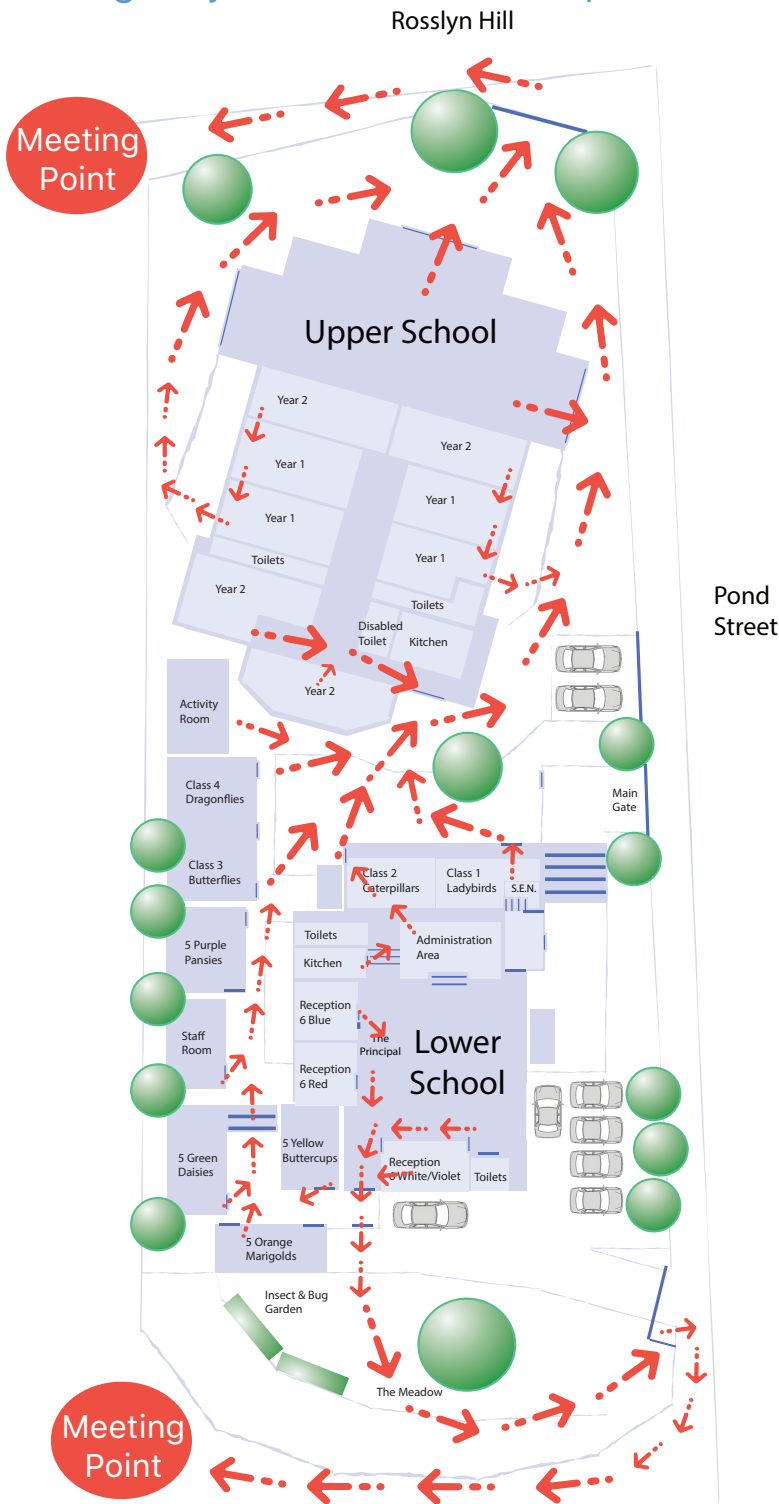 Rosslyn Hill
Meeting
Point
Upper School
Year 2
Year 2
Year 1
Year 1
Year 1
Year 1
Toilets
Toilets
Year 2
Disabled
Toilet
Kitchen
Year 2
Pond
Street
Activity
Room
Class 4
Dragonflies
Main
Gate
Class 3
Butterflies
Class 2
Caterpillars
Class 1
Ladybirds
S.E.N.
5 Purple
Pansies
Toilets
Kitchen
Administration
Area
Reception
6 Blue
Staff
Room
The
Principal
Lower
School
Reception
6 Red
5 Green
Daisies
5 Yellow
Buttercups
Reception
6 White/Violet
Toilets
5 Orange
Marigolds
Insect & Bug
Garden
The Meadow
Meeting
Point